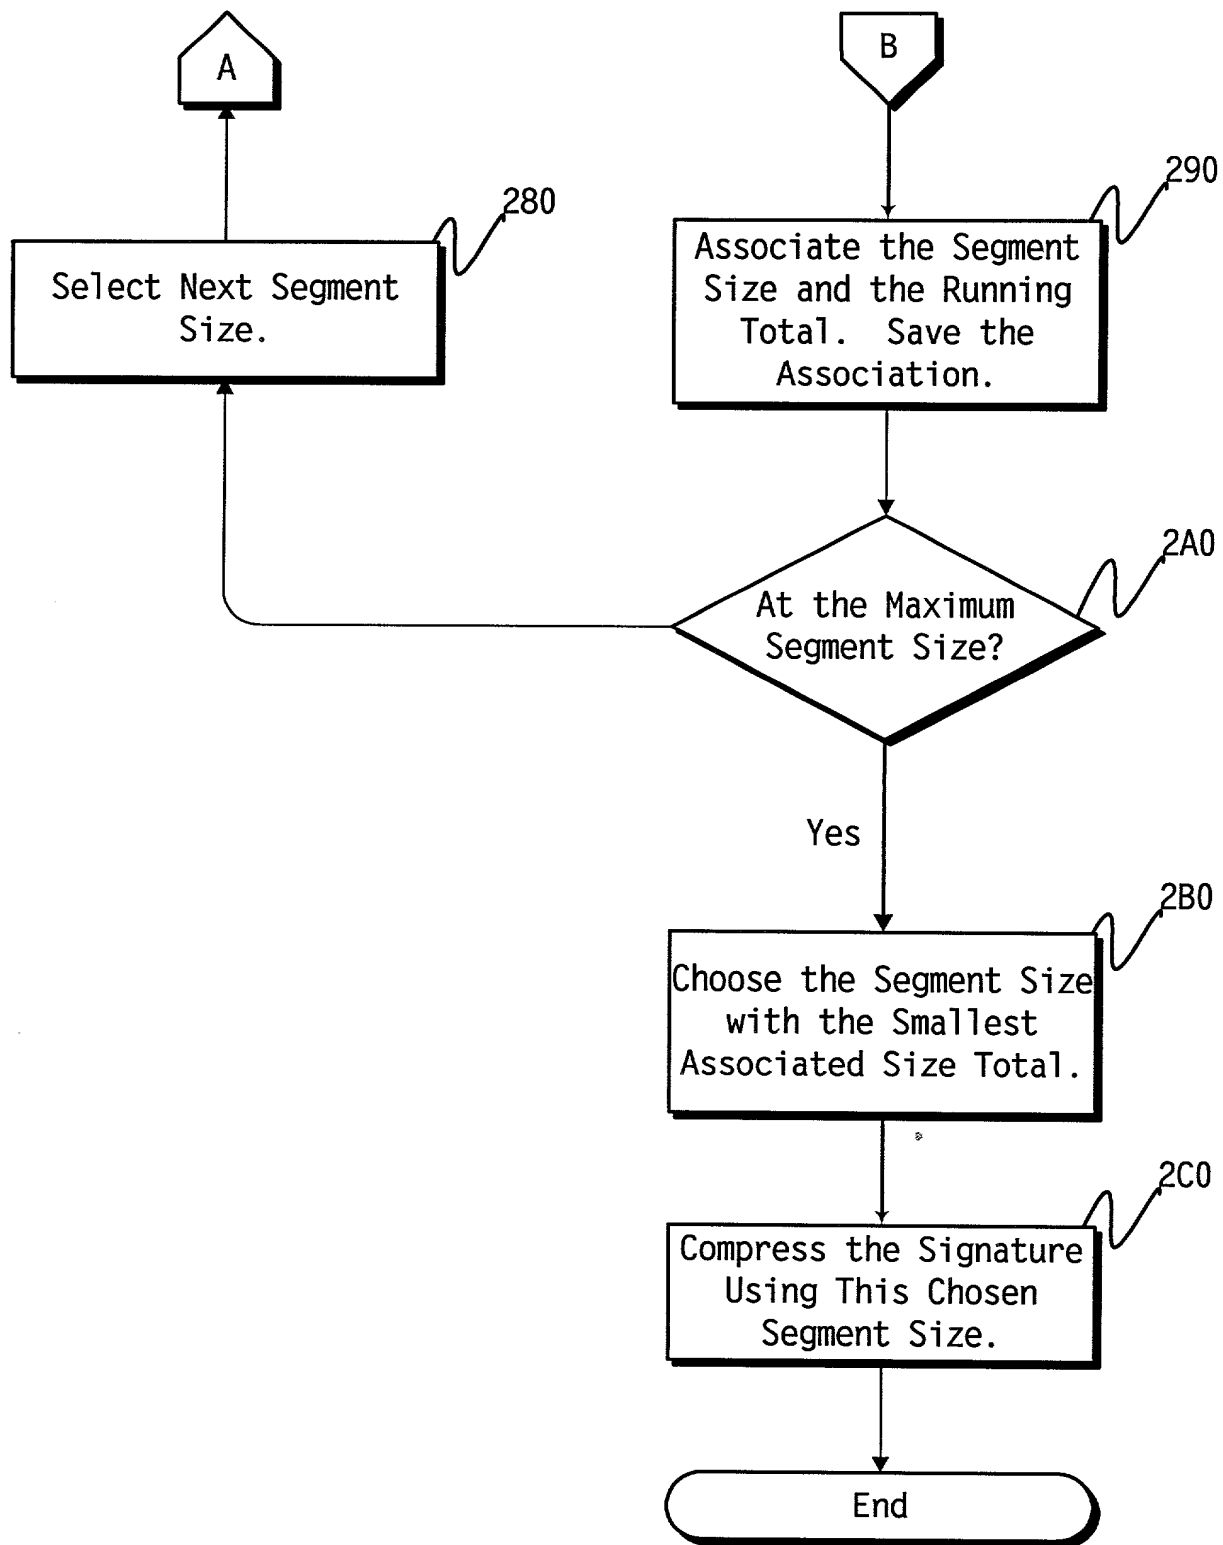 A
B
280
290
Select Next Segment
Size.
Associate the Segment
Size and the Running
Total. Save the
Association.
2A0
At the Maximum
Segment Size?
Yes
2B0
Choose the Segment Size
with the Smallest
Associated Size Total.
2C0
Compress the Signature
Using This Chosen
Segment Size.
End